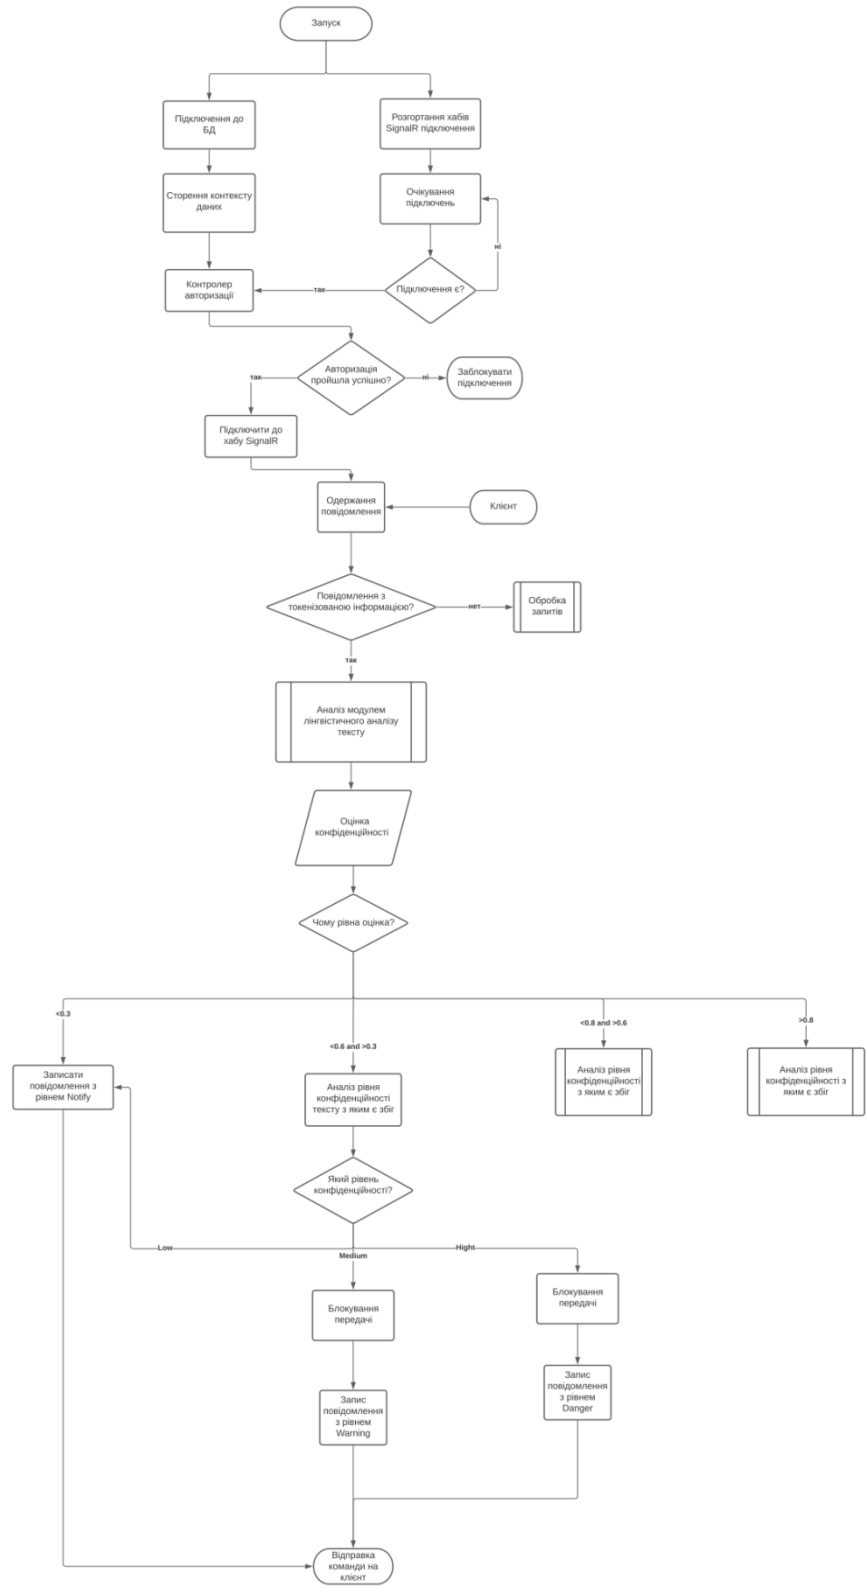 Запуск
Підключення до
БД
Розгортання хабів
SignalR підключення
Сторення контексту
даних
Очікування
підключень
ні
Контролер
авторизації
так
Підключення є?
Авторизація
пройшла успішно?
так
ні
Заблокувати
підключення
Підключити до
хабу SignalR
Одержання
повідомлення
Клієнт
Повідомлення з
токенізованою інформацією?
нет
Обробка
запитів
так
Аналіз модулем
лінгвістичного аналізу
тексту
Оцінка
конфіденційності
Чому рівна оцінка?
<0.3
<0.6 and >0.3
<0.8 and >0.6
>0.8
Записати
повідомлення з
рівнем Notify
Аналіз рівня
конфіденційності
тексту з яким є збіг
Аналіз рівня
конфіденційності
з яким є збіг
Аналіз рівня
конфіденційності з
яким є збіг
Який рівень
конфіденційності?
Low
Medium
Hight
Блокування
передачі
Блокування
передачі
Запис
повідомлення
з рівнем
Warning
Запис
повідомлення
з рівнем
Danger
Відправка
команди на
клієнт